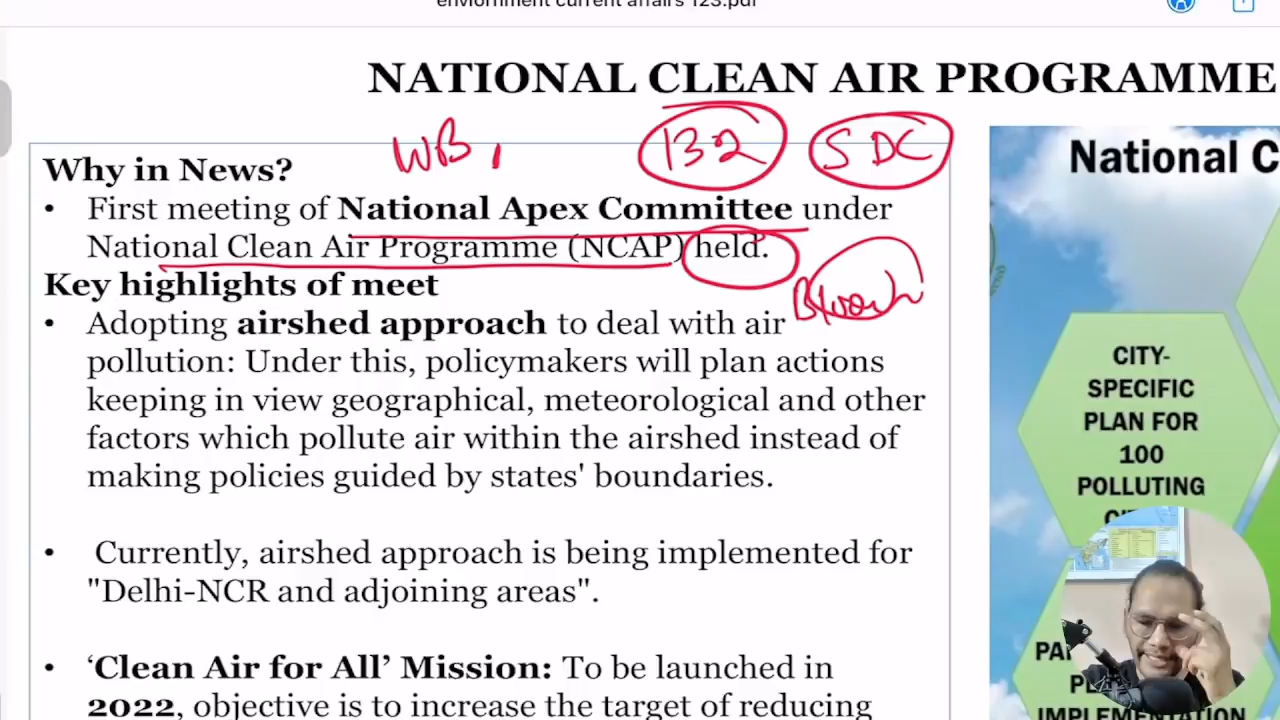 enviornment current affairs 123.pdf
NATIONAL CLEAN AIR PROGRAMME
WB,
132
SDC
Why in News?
• First meeting of National Apex Committee under
National Clean Air Programme (NCAP) held.
Key highlights of meet
• Adopting airshed approach to deal with air
pollution: Under this, policymakers will plan actions
keeping in view geographical, meteorological and other
factors which pollute air within the airshed instead of
making policies guided by states' boundaries.
• Currently, airshed approach is being implemented for
"Delhi-NCR and adjoining areas".
• ‘Clean Air for All’ Mission: To be launched in
2022, objective is to increase the target of reducing
National C
CITY-
SPECIFIC
PLAN FOR
100
POLLUTING